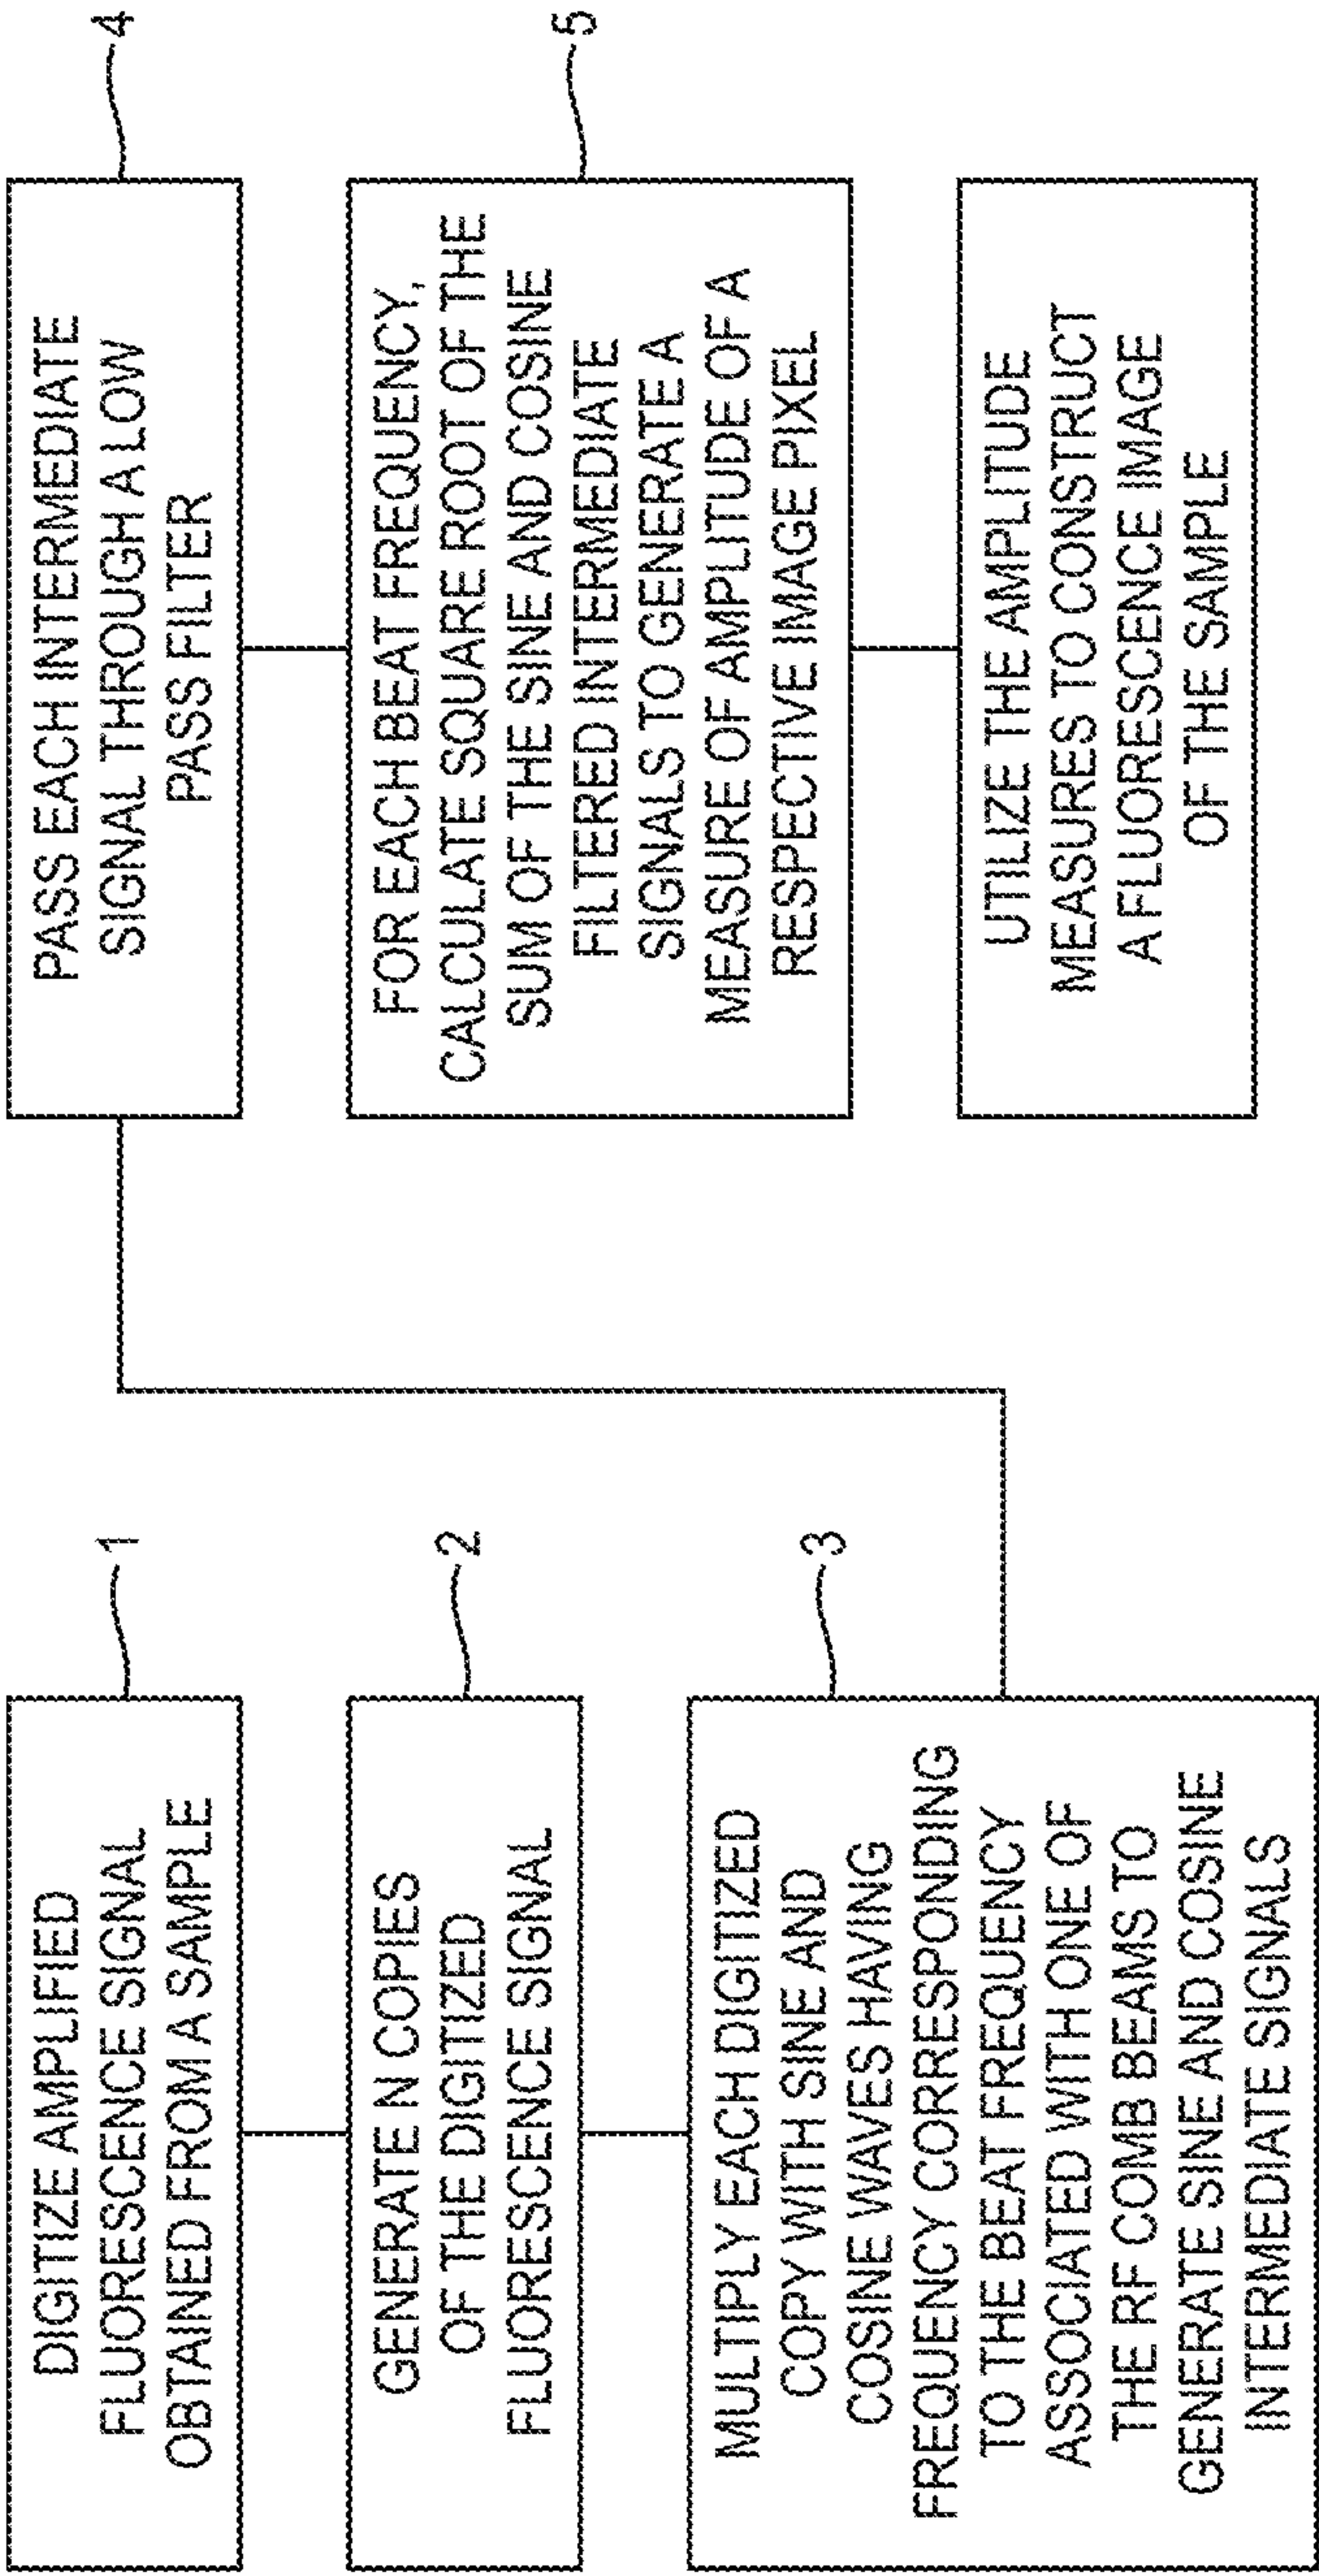 DIGITIZE AMPLIFIED
FLUORESCENCE SIGNAL
OBTAINED FROM A SAMPLE
1
GENERATE N COPIES
OF THE DIGITIZED
FLUORESCENCE SIGNAL
2
MULTIPLY EACH DIGITIZED
COPY WITH SINE AND
COSINE WAVES HAVING
FREQUENCY CORRESPONDING
TO THE BEAT FREQUENCY
ASSOCIATED WITH ONE OF
THE RF COMB BEAMS TO
GENERATE SINE AND COSINE
INTERMEDIATE SIGNALS
3
PASS EACH INTERMEDIATE
SIGNAL THROUGH A LOW
PASS FILTER
4
FOR EACH BEAT FREQUENCY,
CALCULATE SQUARE ROOT OF THE
SUM OF THE SINE AND COSINE
FILTERED INTERMEDIATE
SIGNALS TO GENERATE A
MEASURE OF AMPLITUDE OF A
RESPECTIVE IMAGE PIXEL
5
UTILIZE THE AMPLITUDE
MEASURES TO CONSTRUCT
A FLUORESCENCE IMAGE
OF THE SAMPLE